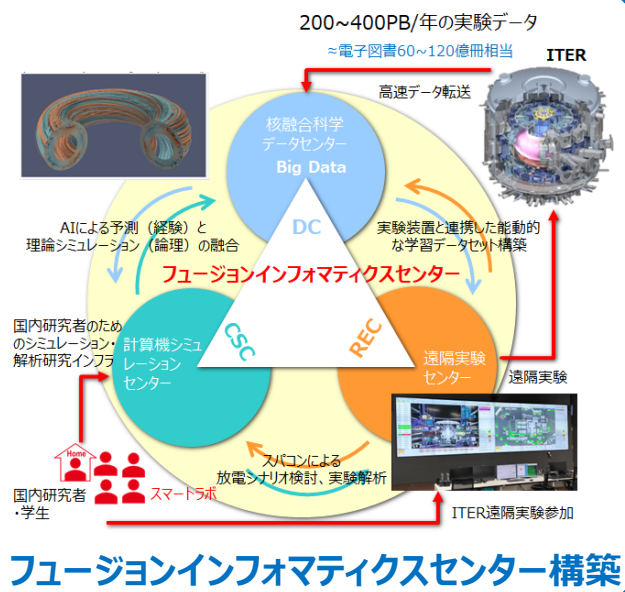 200~400PB/年の実験データ
≈電子図書60~120億冊相当
ITER
高速データ転送
核融合科学
データセンター
Big Data
DC
AIによる予測（経験）と
理論シミュレーション（論理）の融合
実験装置と連携した能動的
な学習データセット構築
フュージョンインフォマティクスセンター
国内研究者のため
のシミュレーション・
解析研究インフラ
計算機シミュ
レーション
センター
CSC
REC
遠隔実験
センター
遠隔実験
スパコンによる
放電シナリオ検討、実験解析
Home
スマートラボ
国内研究者
・学生
ITER遠隔実験参加
フュージョンインフォマティクスセンター構築